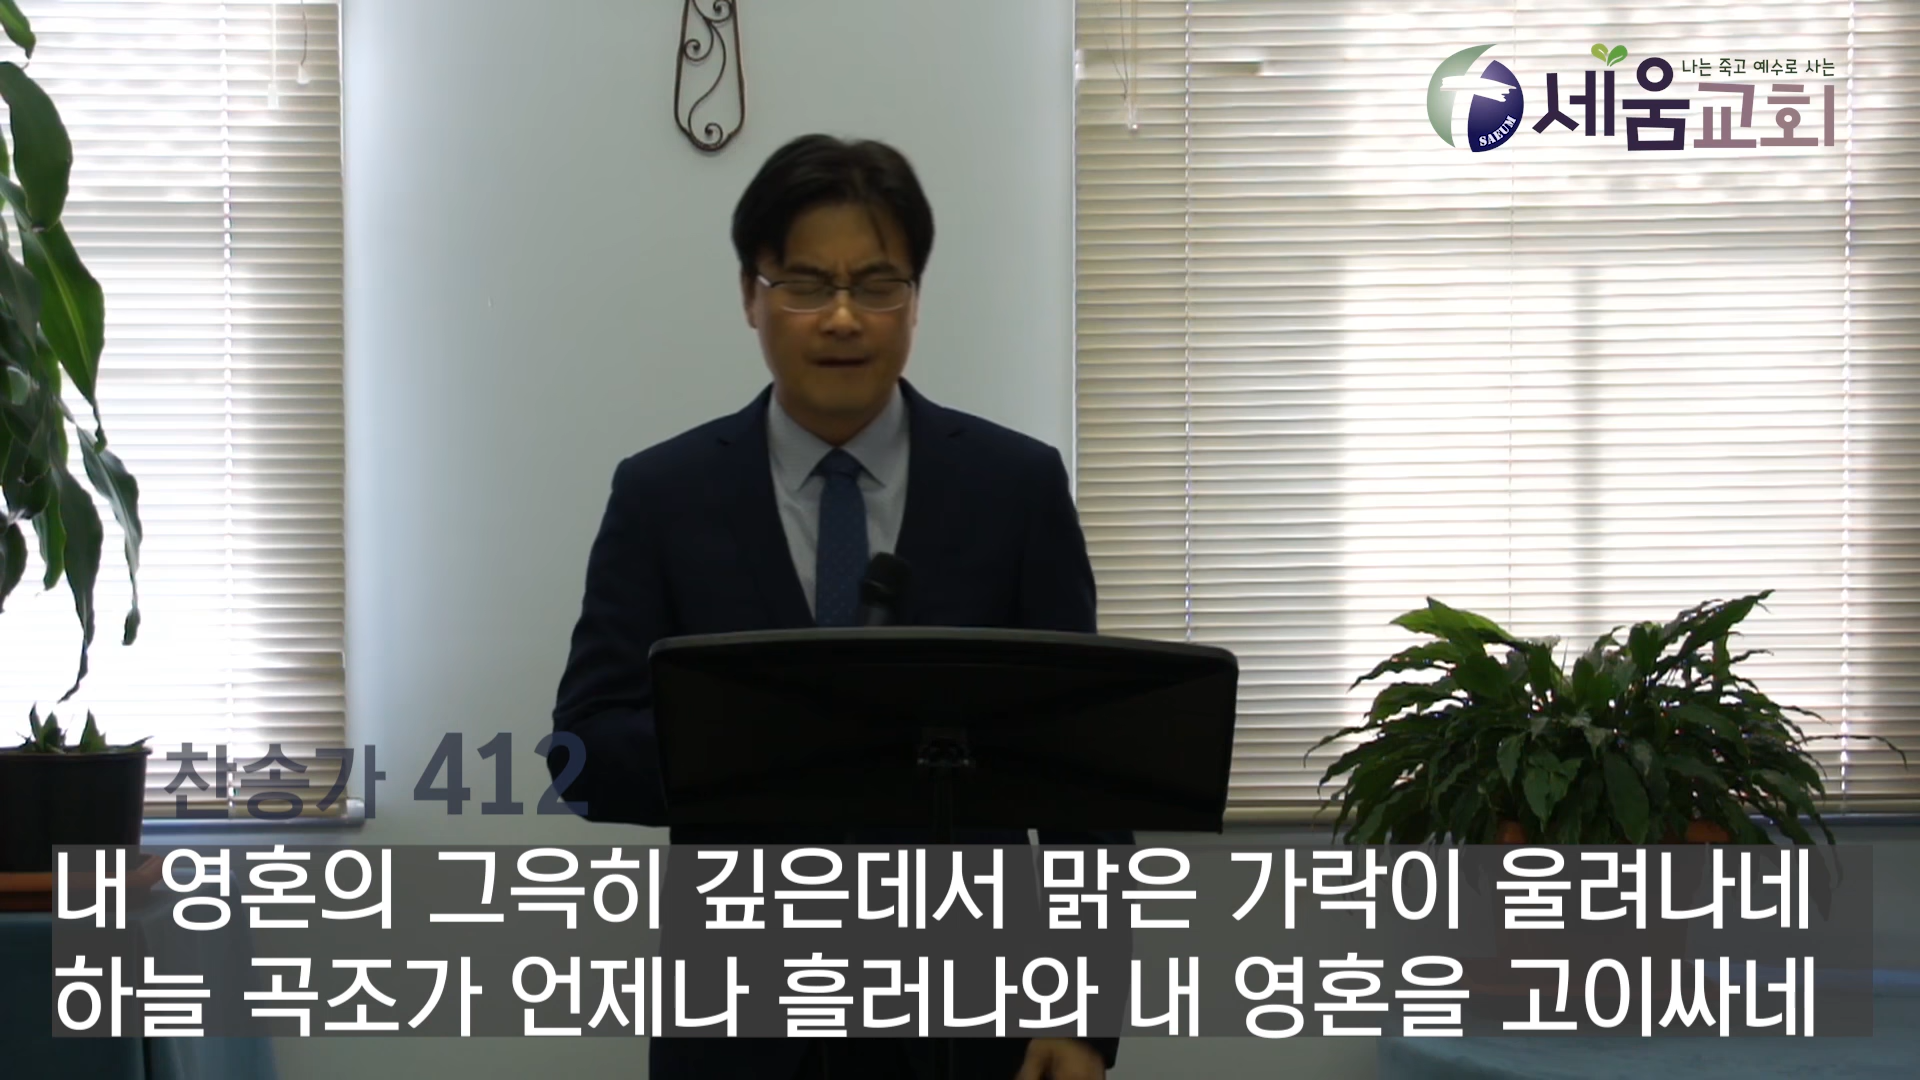 나는 죽고 예수로 사는
세움교회
SAEUM
찬송가 412
내 영혼의 그윽히 깊은데서 맑은 가락이 울려나네
하늘 곡조가 언제나 흘러나와 내 영혼을 고이싸네